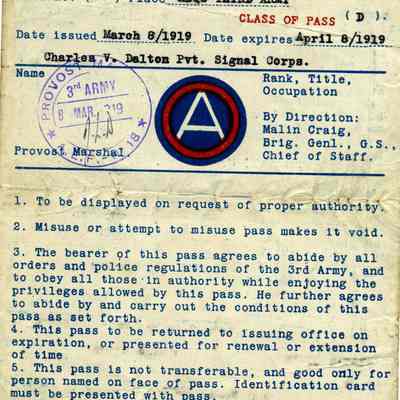 THIRD ARMY
CLASS OF PASS (D).
Date issued March 8/1919 Date expires April 8/1919
Charles V. Dalton Pvt. Signal Corps.
Name
Rank, Title,
Occupation
PROVOST
3rd ARMY
8 MAR. 919
A
By Direction:
Malin Craig,
Brig. Genl., G.S.,
Chief of Staff.
Provost Marshal.
1. To be displayed on request of proper authority.
2. Misuse or attempt to misuse pass makes it void.
3. The bearer of this pass agrees to abide by all
orders and police regulations of the 3rd Army, and
to obey all those in authority while enjoying the
privileges allowed by this pass. He further agrees
to abide by and carry out the conditions of this
pass as set forth.
4. This pass to be returned to issuing office on
expiration, or presented for renewal or extension
of time
5. This pass is not transferable, and good only for
person named on face of pass. Identification card
must be presented with pass.